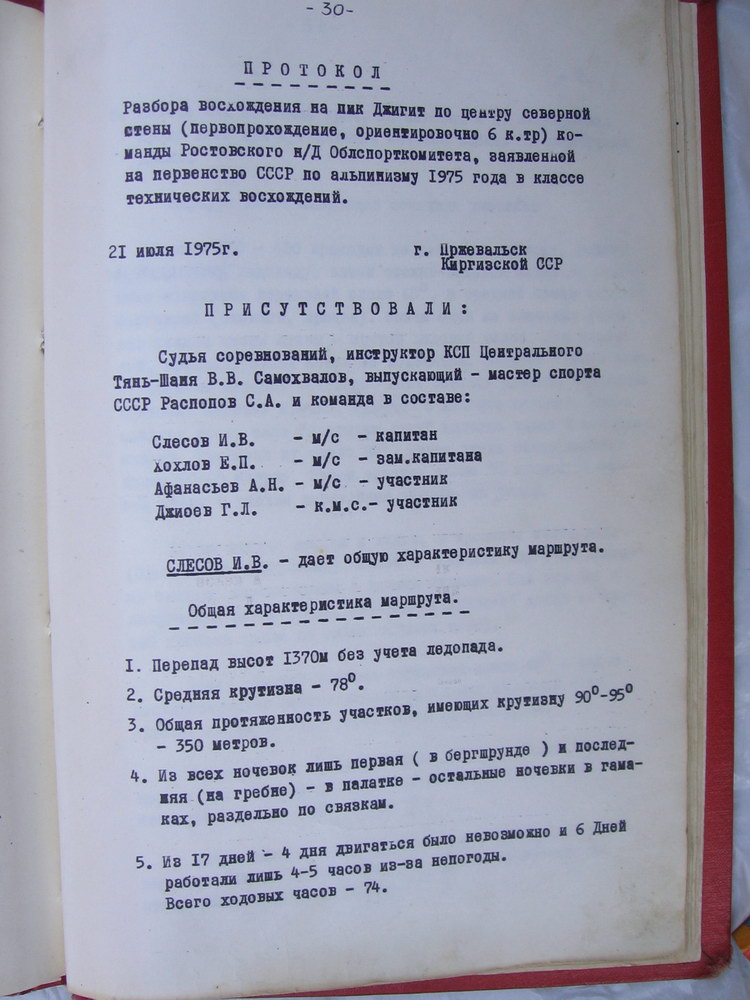 - 30-
ПРОТОКОЛ
Разбора восхождения на пик Джигит по центру северной
стены (первопрохождение, ориентировочно 6 к.тр) ко-
манды Ростовского н/Д Облспорткомитета, заявленной
на первенство СССР по альпинизму 1975 года в классе
технических восхождений.
21 июля 1975г.
г. Пржевальск
Киргизской ССР
ПРИСУТСТВОВАЛИ:
Судья соревнований, инструктор КСП Центрального
Тянь-Шаня В.В. Самохвалов, выпускающий - мастер спорта
СССР Распопов С.А. и команда в составе:
Слесов И.В. - м/с - капитан
Хохлов Е.П. - м/с - зам.капитана
Афанасьев А.Н. - м/с - участник
Джиоев Г.Л. - к.м.с.- участник
СЛЕСОВ И.В. - дает общую характеристику маршрута.
Общая характеристика маршрута.
1. Перепад высот 1370м без учета ледопада.
2. Средняя крутизна - 78°.
3. Общая протяженность участков, имеющих крутизну 90°-95°
- 350 метров.
4. Из всех ночевок лишь первая ( в бергшрунде ) и послед-
няя (на гребне) - в палатке - остальные ночевки в гама-
ках, раздельно по связкам.
5. Из 17 дней - 4 дня двигаться было невозможно и 6 Дней
работали лишь 4-5 часов из-за непогоды.
Всего ходовых часов - 74.